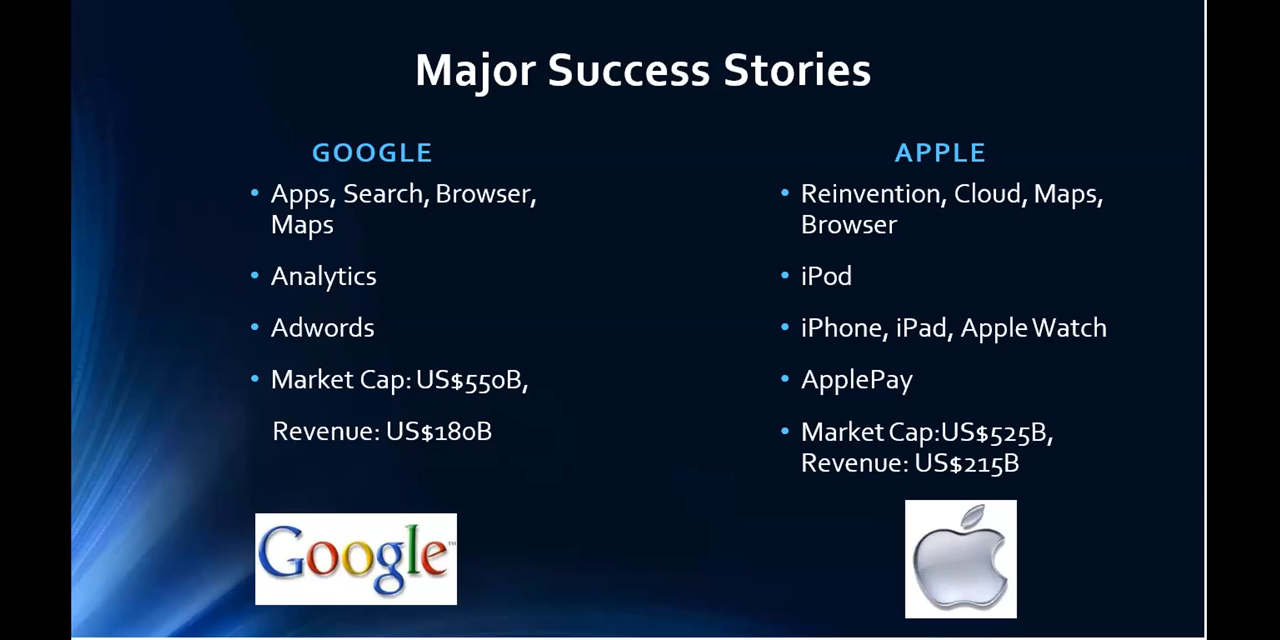 Major Success Stories
GOOGLE
• Apps, Search, Browser,
Maps
• Analytics
• Adwords
• Market Cap: US$550B,
Revenue: US$180B
Google™
APPLE
• Reinvention, Cloud, Maps,
Browser
• iPod
• iPhone, iPad, Apple Watch
• ApplePay
• Market Cap:US$525B,
Revenue: US$215B